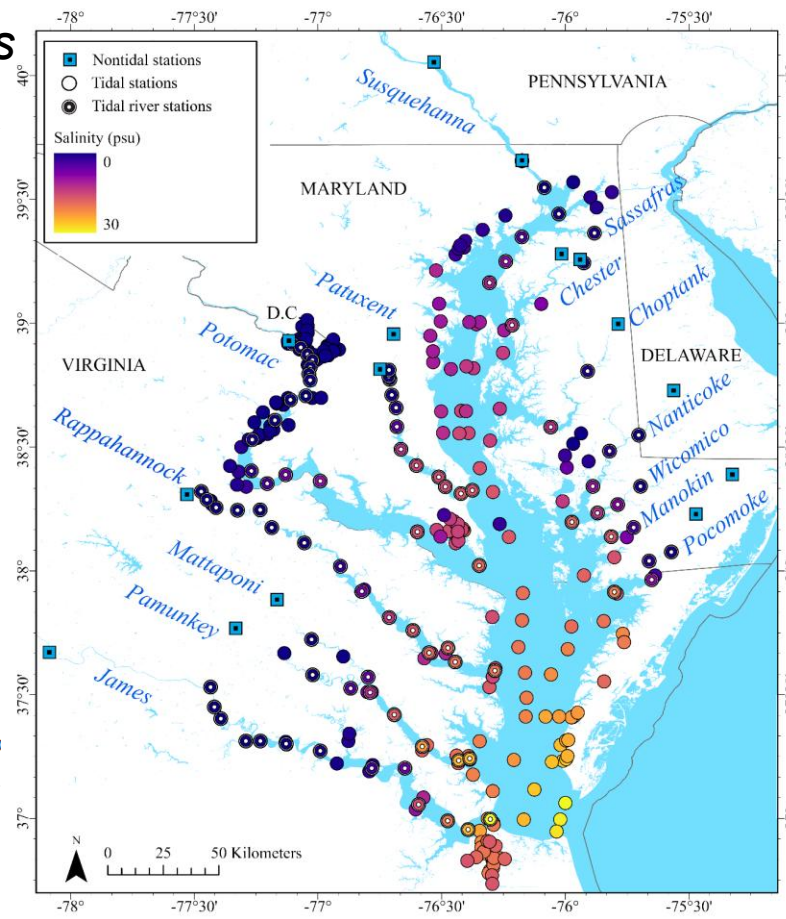 s
-78° -77°30' -77° -76°30' -76° -75°30'
Nontidal stations
Tidal stations
Tidal river stations
Salinity (psu)
0
30
40°
39°30'
39°
38°30'
38°
37°30'
37°
Susquehanna
PENNSYLVANIA
MARYLAND
Sassafras
Chester
Patuxent
Choptank
D.C.
Potomac
VIRGINIA
DELAWARE
Rappahannock
Nanticoke
Wicomico
Manokin
Pocomoke
Mattaponi
Pamunkey
James
N
0 25 50 Kilometers
-78° -77°30' -77° -76°30' -76° -75°30'